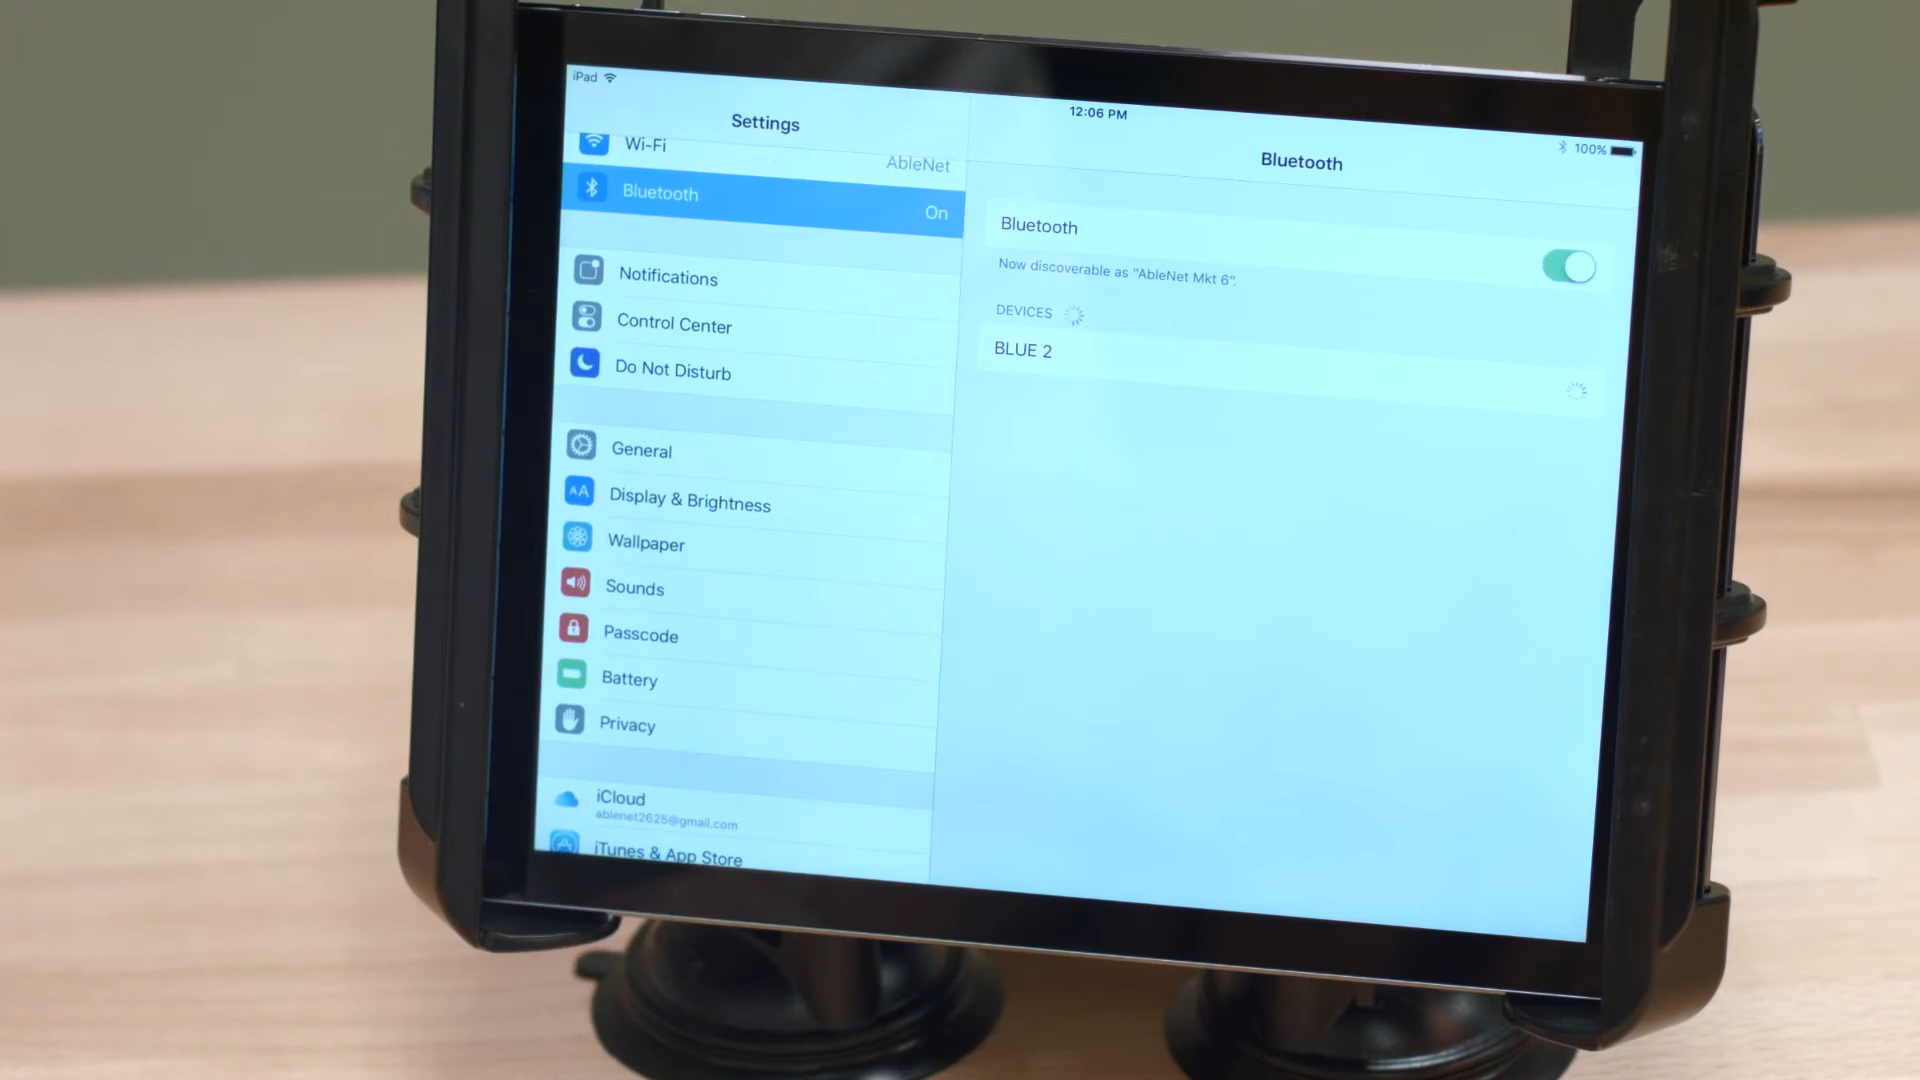 iPad
12:06 PM
100%
Settings
Wi-Fi
AbleNet
Bluetooth
On
Notifications
Control Center
Do Not Disturb
General
AA
Display & Brightness
Wallpaper
Sounds
Passcode
Battery
Privacy
iCloud
ablenet2625@gmail.com
iTunes & App Store
Bluetooth
Bluetooth
Now discoverable as "AbleNet Mkt 6".
DEVICES
BLUE 2